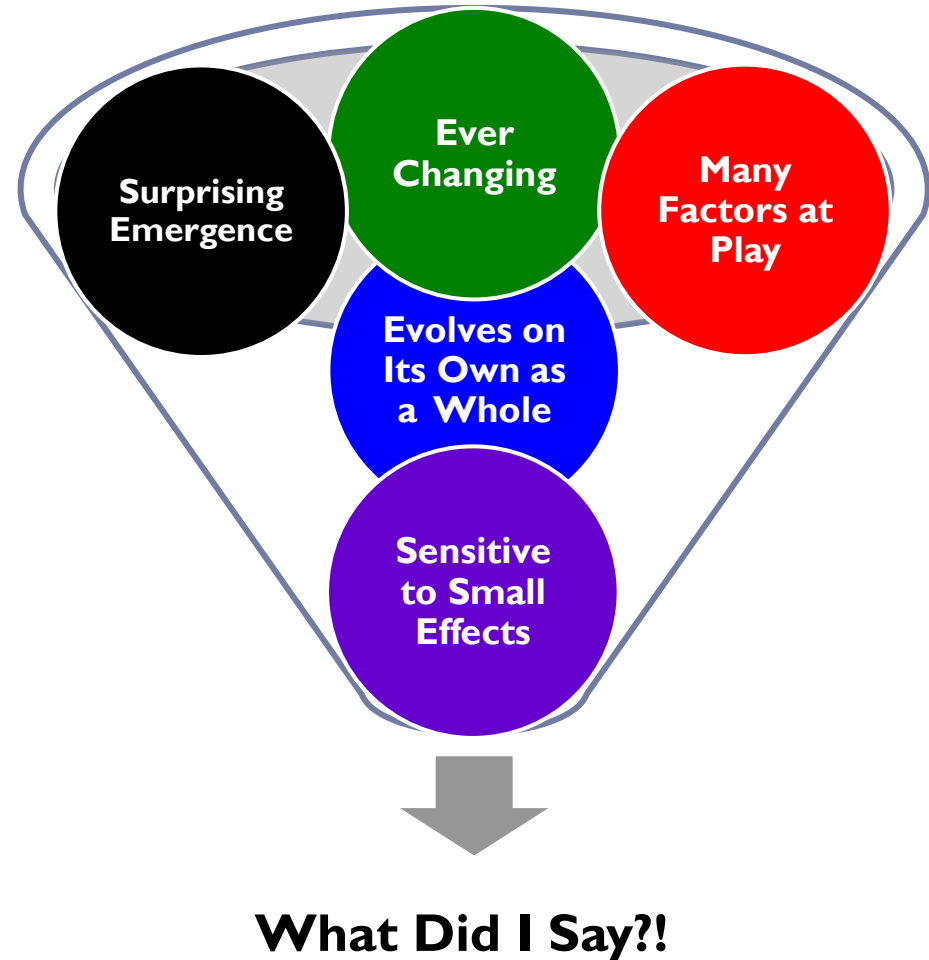 Ever
Changing
Surprising
Emergence
Many
Factors at
Play
Evolves on
Its Own as
a Whole
Sensitive
to Small
Effects
What Did I Say?!